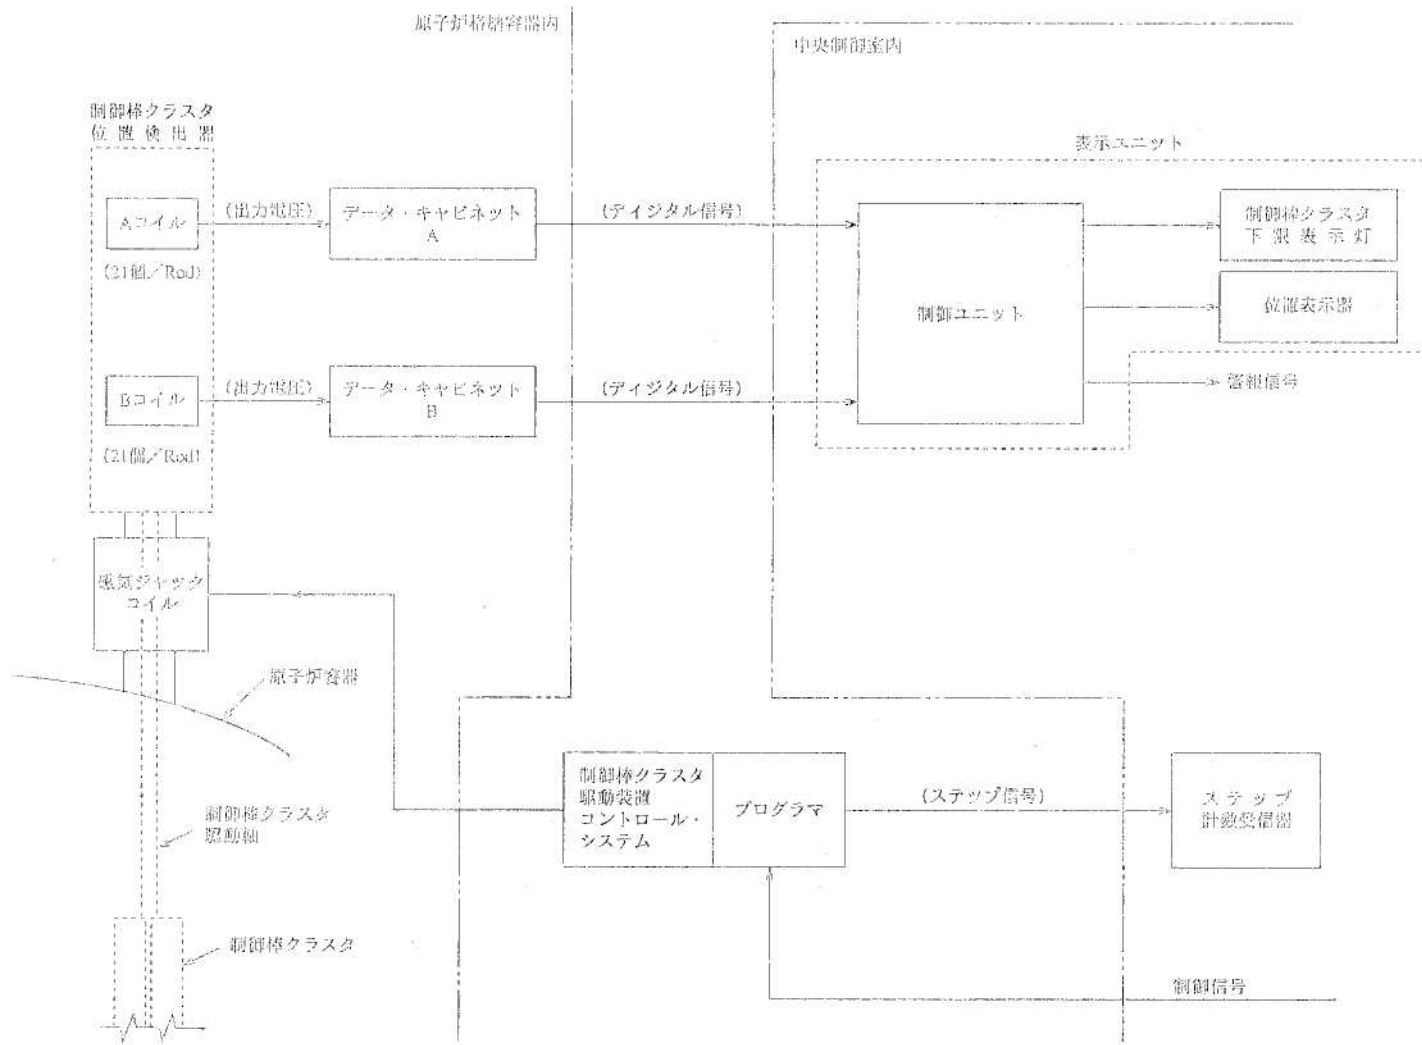 原子炉格納容器内
中央制御室内
制御棒クラスタ
位置検出器
表示ユニット
Aコイル
(出力電圧)
データ・キャビネット
A
(ディジタル信号)
制御棒クラスタ
下限表示灯
(21個／Rod)
制御ユニット
位置表示器
Bコイル
(出力電圧)
データ・キャビネット
B
(ディジタル信号)
警報信号
(21個／Rod)
磁気ジャック
コイル
原子炉容器
制御棒クラスタ
駆動装置
コントロール・
システム
プログラマ
(ステップ信号)
ステップ
計数受信器
制御棒クラスタ
駆動軸
制御棒クラスタ
制御信号